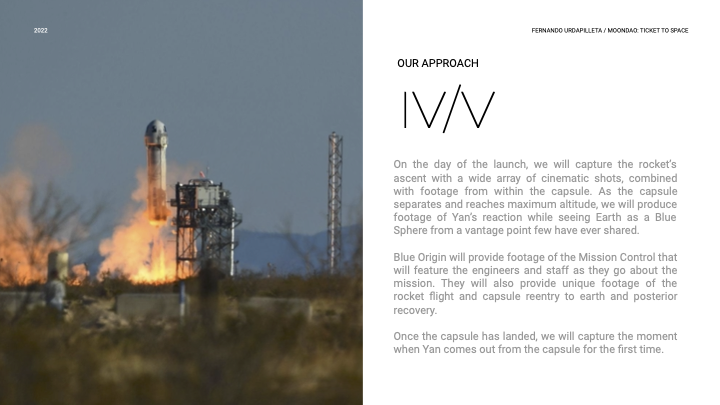 2022
FERNANDO URDAPILLETA / MOONDAO: TICKET TO SPACE
OUR APPROACH
IV/V
On the day of the launch, we will capture the rocket's
ascent with a wide array of cinematic shots, combined
with footage from within the capsule. As the capsule
separates and reaches maximum altitude, we will produce
footage of Yan's reaction while seeing Earth as a Blue
Sphere from a vantage point few have ever shared.
Blue Origin will provide footage of the Mission Control that
will feature the engineers and staff as they go about the
mission. They will also provide unique footage of the
rocket flight and capsule reentry to earth and posterior
recovery.
Once the capsule has landed, we will capture the moment
when Yan comes out from the capsule for the first time.